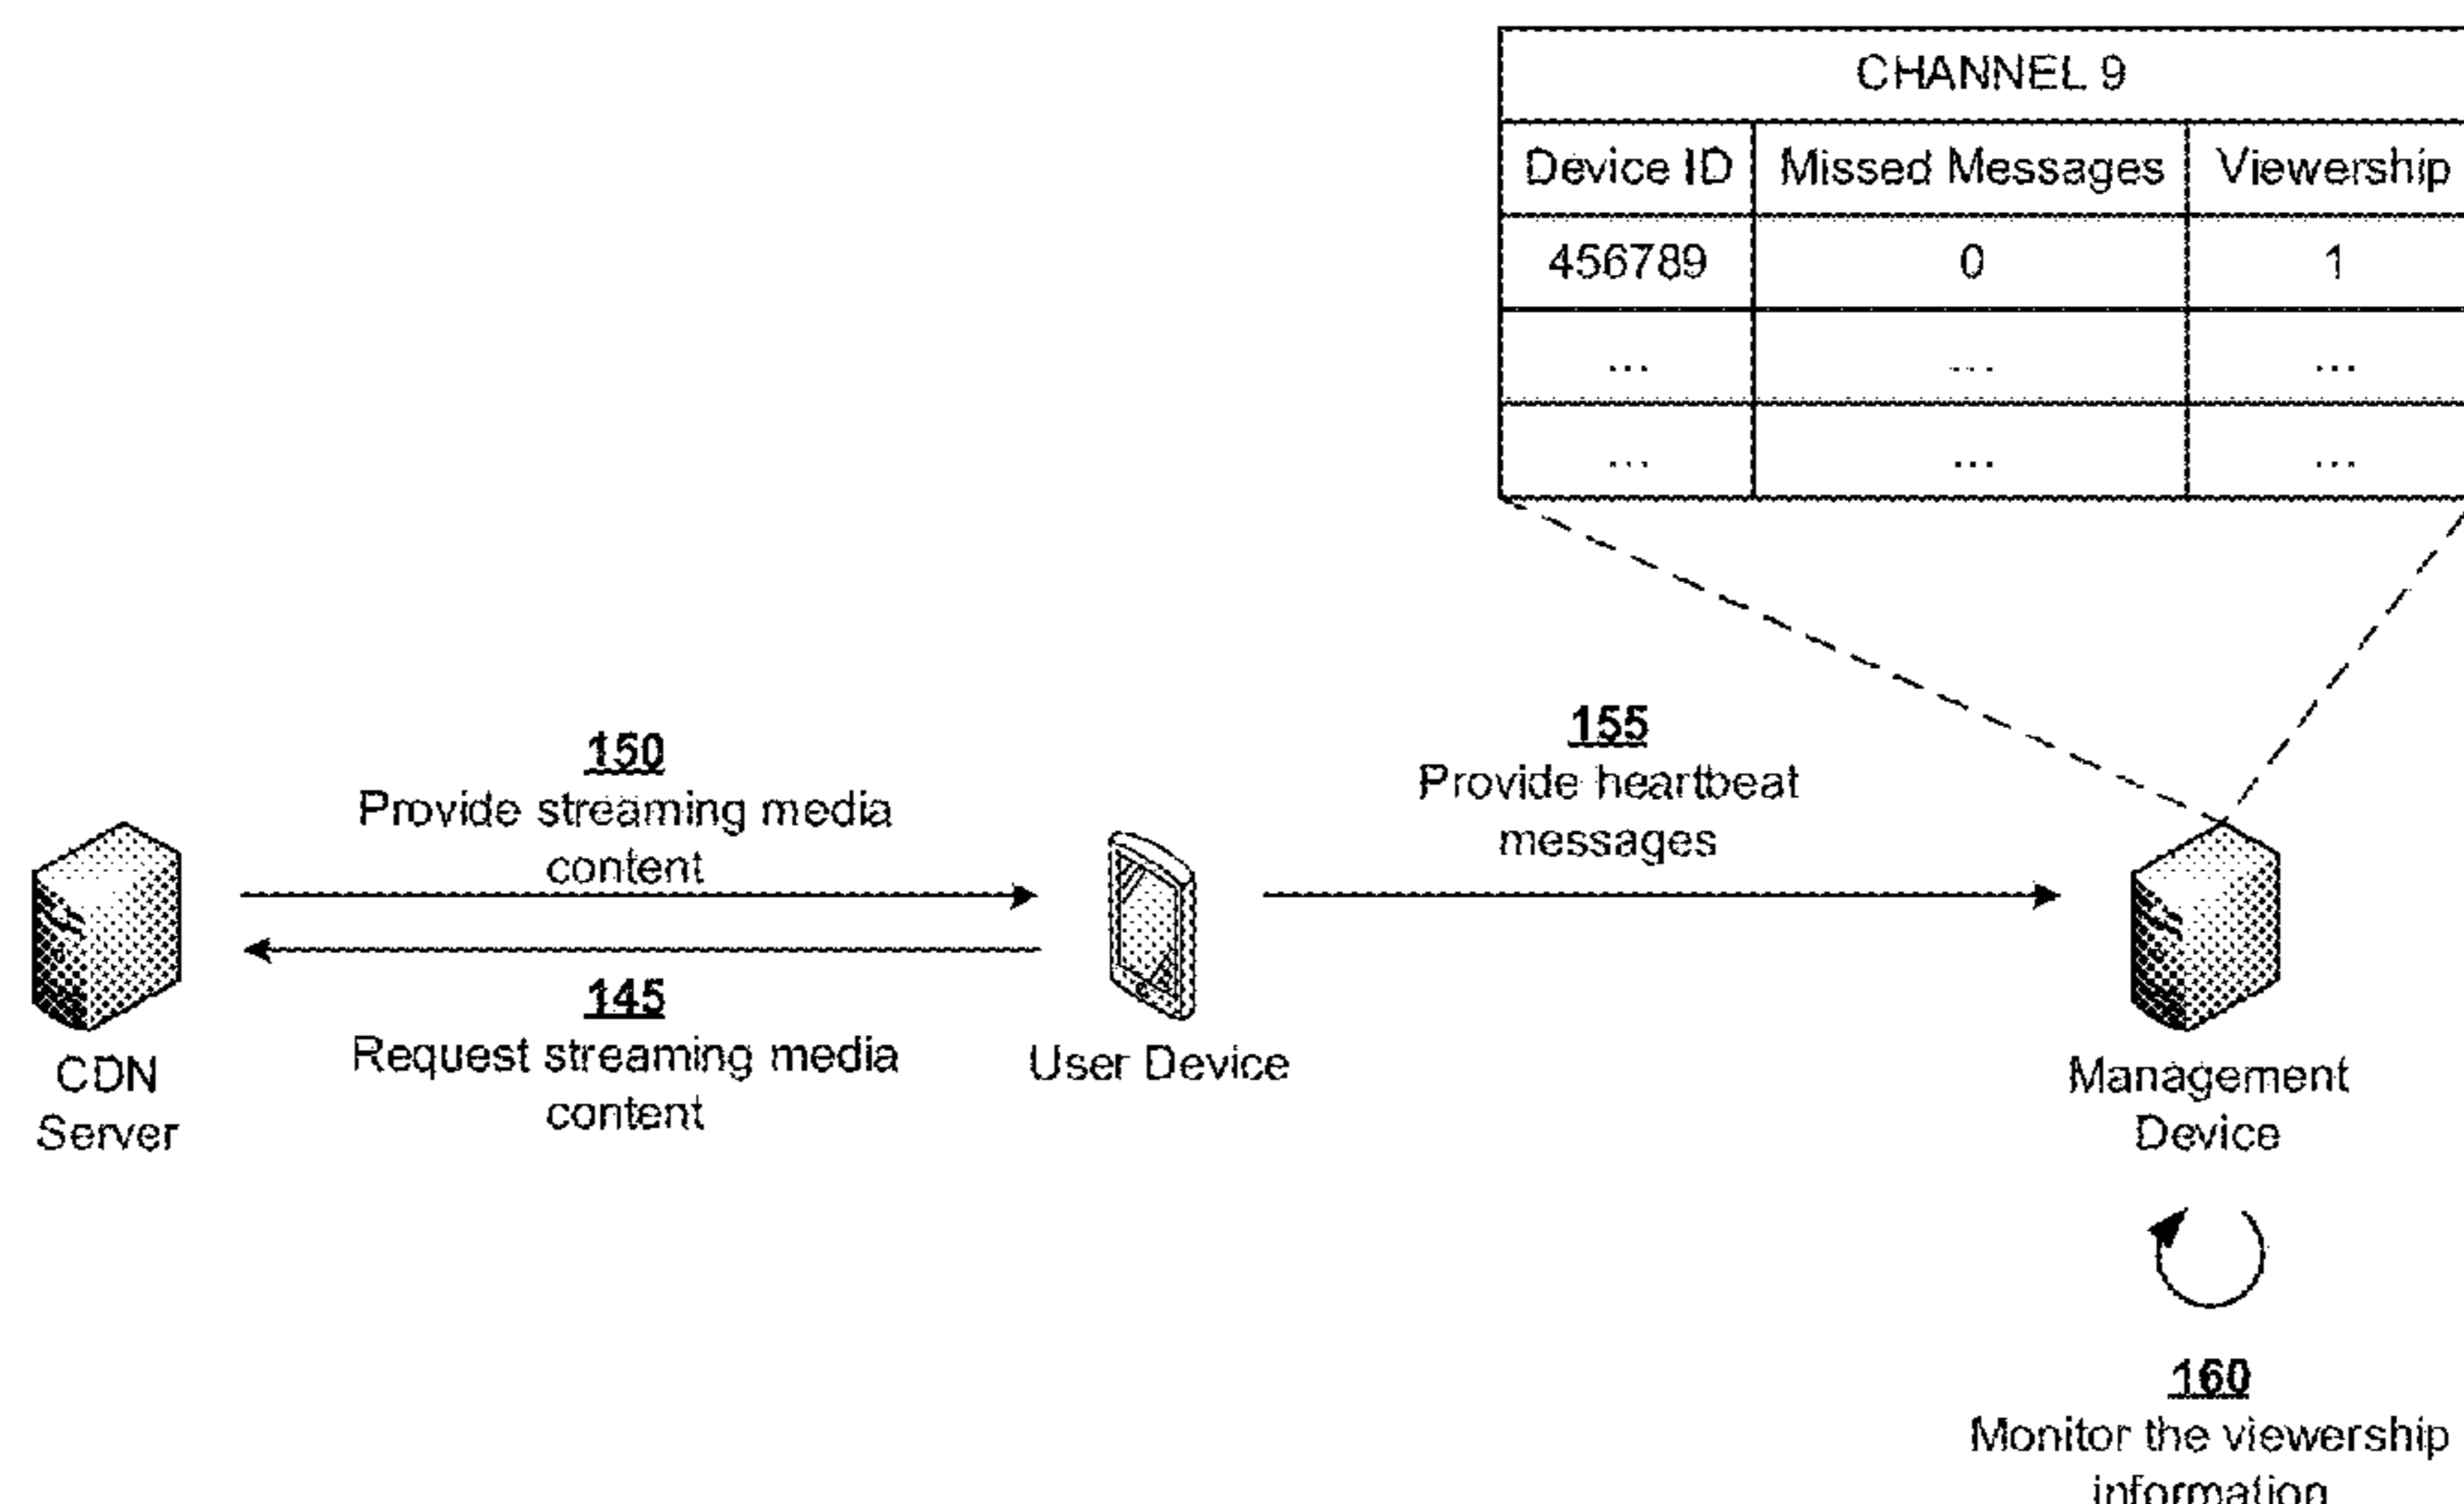 CHANNEL 9
Device ID Missed Messages Viewership
456789 0 1
... ... ...
... ... ...
150
Provide streaming media
content
155
Provide heartbeat
messages
145
Request streaming media
content
CDN
Server
User Device
Management
Device
160
Monitor the viewership
information